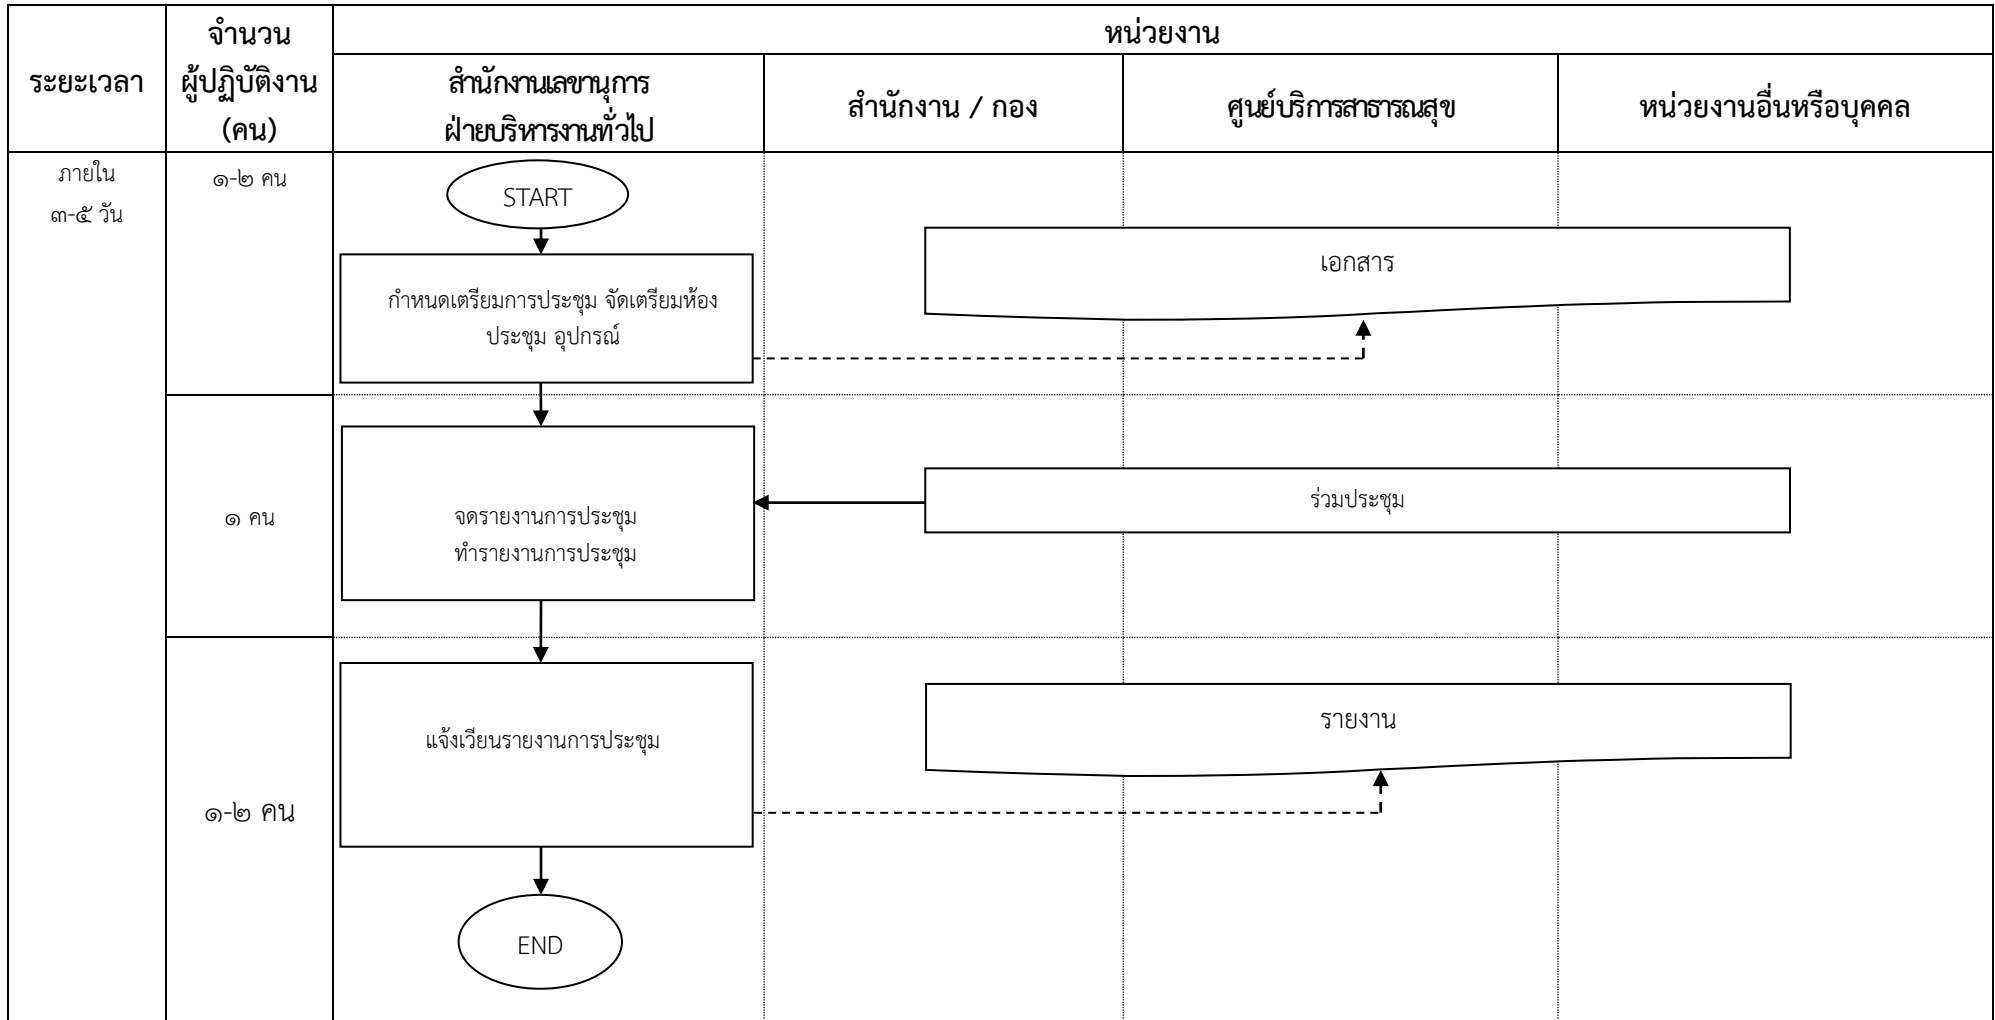 ระยะเวลา
จำนวน
ผู้ปฏิบัติงาน
(คน)
หน่วยงาน
สำนักงานเลขานุการ
ฝ่ายบริหารงานทั่วไป
สำนักงาน / กอง
ศูนย์บริการสาธารณสุข
หน่วยงานอื่นหรือบุคคล
ภายใน
๓-๕ วัน
๑-๒ คน
START
กำหนดเตรียมการประชุม จัดเตรียมห้อง
ประชุม อุปกรณ์
เอกสาร
๑ คน
จดรายงานการประชุม
ทำรายงานการประชุม
ร่วมประชุม
๑-๒ คน
แจ้งเวียนรายงานการประชุม
รายงาน
END